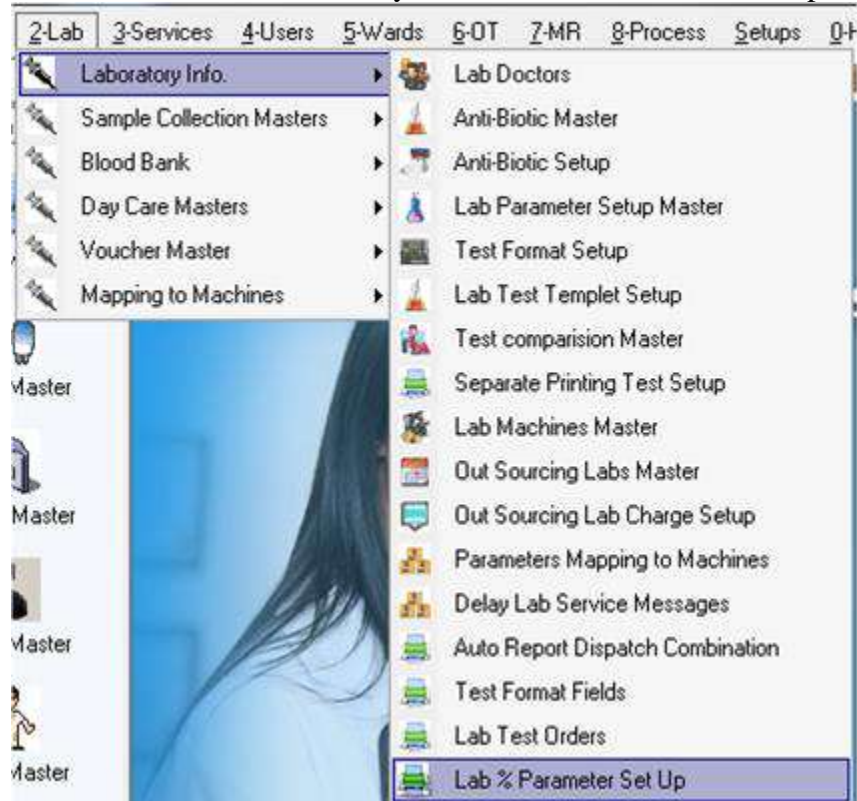 2-Lab 3-Services 4-Users 5-Wards 6-OT 7-MR 8-Process Setups
Laboratory Info.
Sample Collection Masters
Blood Bank
Day Care Masters
Voucher Master
Mapping to Machines
Lab Doctors
Anti-Biotic Master
Anti-Biotic Setup
Lab Parameter Setup Master
Test Format Setup
Lab Test Templet Setup
Test comparision Master
Separate Printing Test Setup
Lab Machines Master
Out Sourcing Labs Master
Out Sourcing Lab Charge Setup
Parameters Mapping to Machines
Delay Lab Service Messages
Auto Report Dispatch Combination
Test Format Fields
Lab Test Orders
Lab % Parameter Set Up
Master
Master
Master
Master